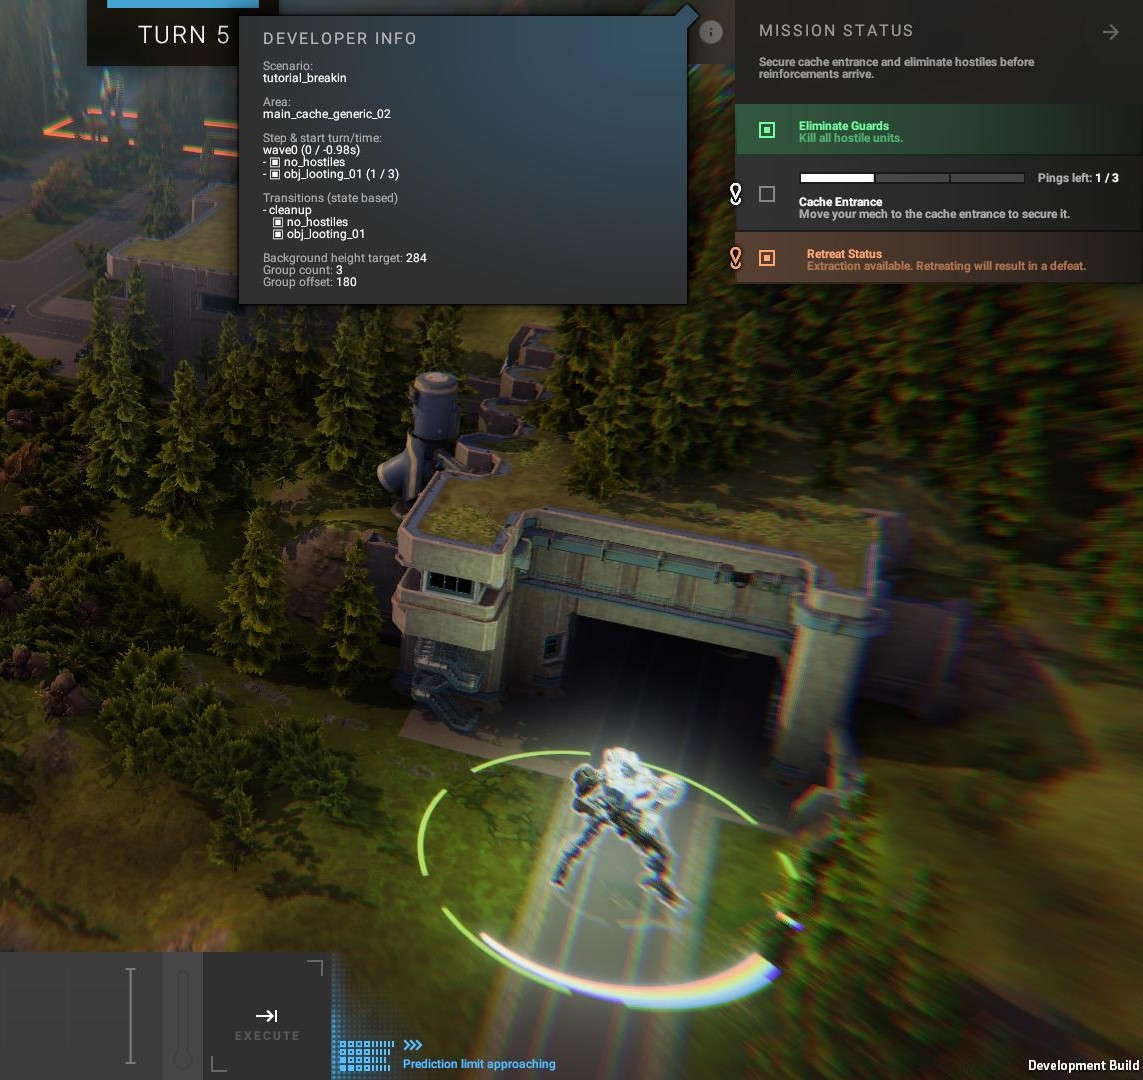 TURN 5
DEVELOPER INFO
Scenario:
tutorial_breakin
Area:
main_cache_generic_02
Step & start turn/time:
wave0 (0 / -0.98s)
- no_hostiles
- obj_looting_01 (1 / 3)
Transitions (state based)
- cleanup
no_hostiles
obj_looting_01
Background height target: 284
Group count: 3
Group offset: 180
MISSION STATUS
Secure cache entrance and eliminate hostiles before
reinforcements arrive.
Eliminate Guards
Kill all hostile units.
Pings left: 1 / 3
Cache Entrance
Move your mech to the cache entrance to secure it.
Retreat Status
Extraction available. Retreating will result in a defeat.
EXECUTE
Prediction limit approaching
Development Build